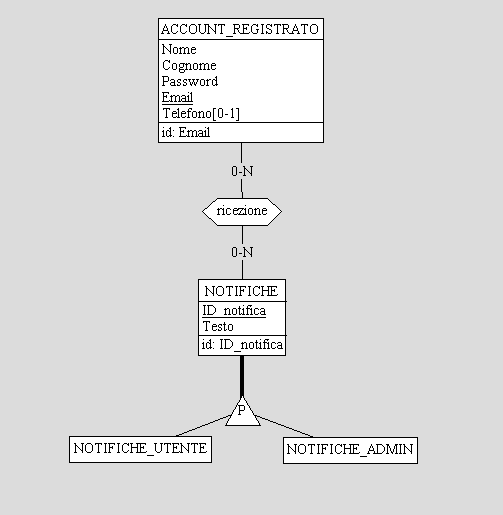 ACCOUNT_REGISTRATO
Nome
Cognome
Password
Email
Telefono[0-1]
id: Email
0-N
ricezione
0-N
NOTIFICHE
ID_notifica
Testo
id: ID_notifica
P
NOTIFICHE_UTENTE
NOTIFICHE_ADMIN